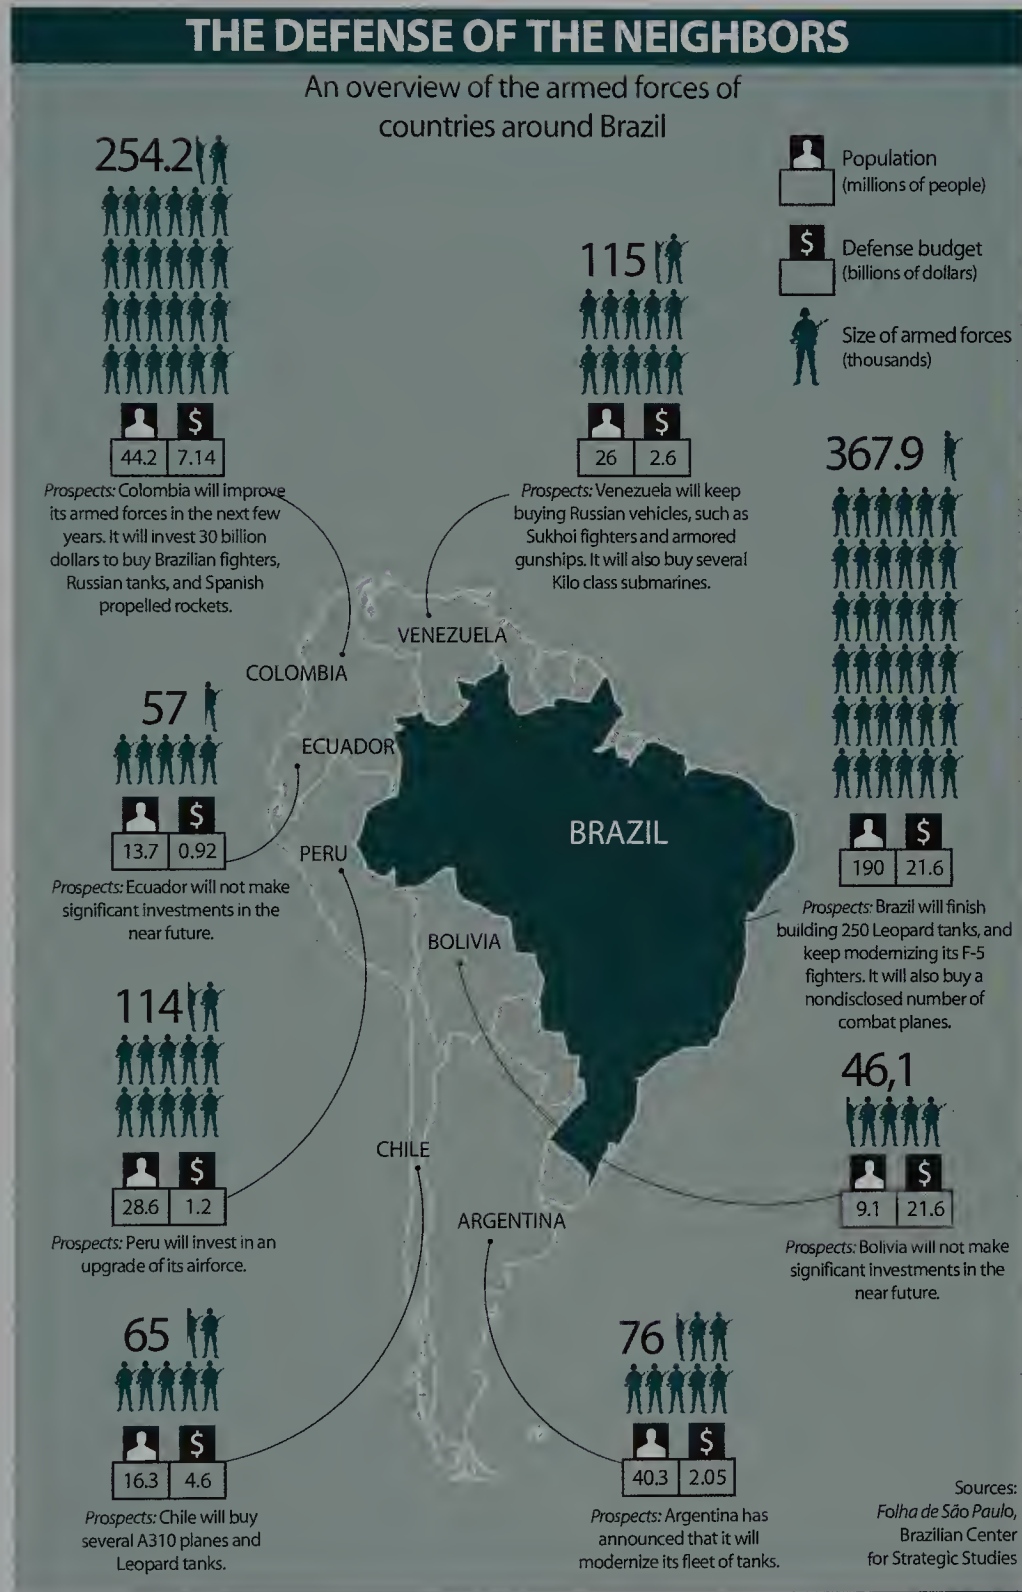 THE DEFENSE OF THE NEIGHBORS
An overview of the armed forces of
countries around Brazil
Population
(millions of people)
$
Defense budget
(billions of dollars)
Size of armed forces
(thousands)
254.2
$
44.2 7.14
Prospects: Colombia will improve
its armed forces in the next few
years. It will invest 30 billion
dollars to buy Brazilian fighters,
Russian tanks, and Spanish
propelled rockets.
115
$
26 2.6
Prospects: Venezuela will keep
buying Russian vehicles, such as
Sukhoi fighters and armored
gunships. It will also buy several
Kilo class submarines.
367.9
$
190 21.6
Prospects: Brazil will finish
building 250 Leopard tanks, and
keep modernizing its F-5
fighters. It will also buy a
nondisclosed number of
combat planes.
VENEZUELA
COLOMBIA
ECUADOR
PERU
BRAZIL
BOLIVIA
CHILE
ARGENTINA
57
$
13.7 0.92
Prospects: Ecuador will not make
significant investments in the
near future.
114
$
28.6 1.2
Prospects: Peru will invest in an
upgrade of its airforce.
46,1
$
9.1 21.6
Prospects: Bolivia will not make
significant investments in the
near future.
65
$
16.3 4.6
Prospects: Chile will buy
several A310 planes and
Leopard tanks.
76
$
40.3 2.05
Prospects: Argentina has
announced that it will
modernize its fleet of tanks.
Sources:
Folha de São Paulo,
Brazilian Center
for Strategic Studies